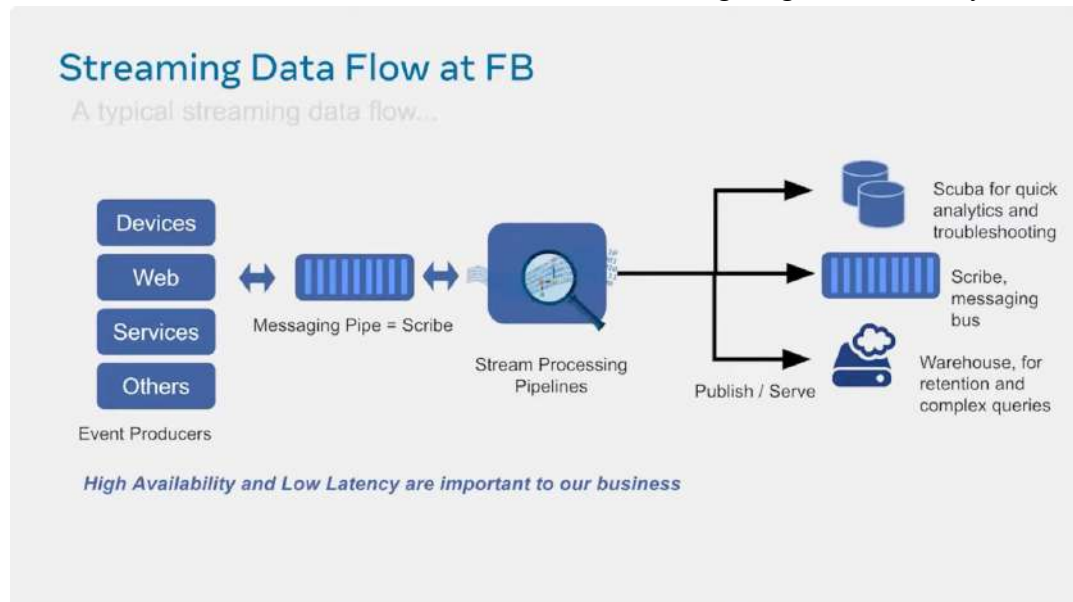 Streaming Data Flow at FB
A typical streaming data flow...
Devices
Web
Services
Others
Event Producers
Messaging Pipe = Scribe
Stream Processing
Pipelines
Publish / Serve
Scuba for quick
analytics and
troubleshooting
Scribe,
messaging
bus
Warehouse, for
retention and
complex queries
High Availability and Low Latency are important to our business